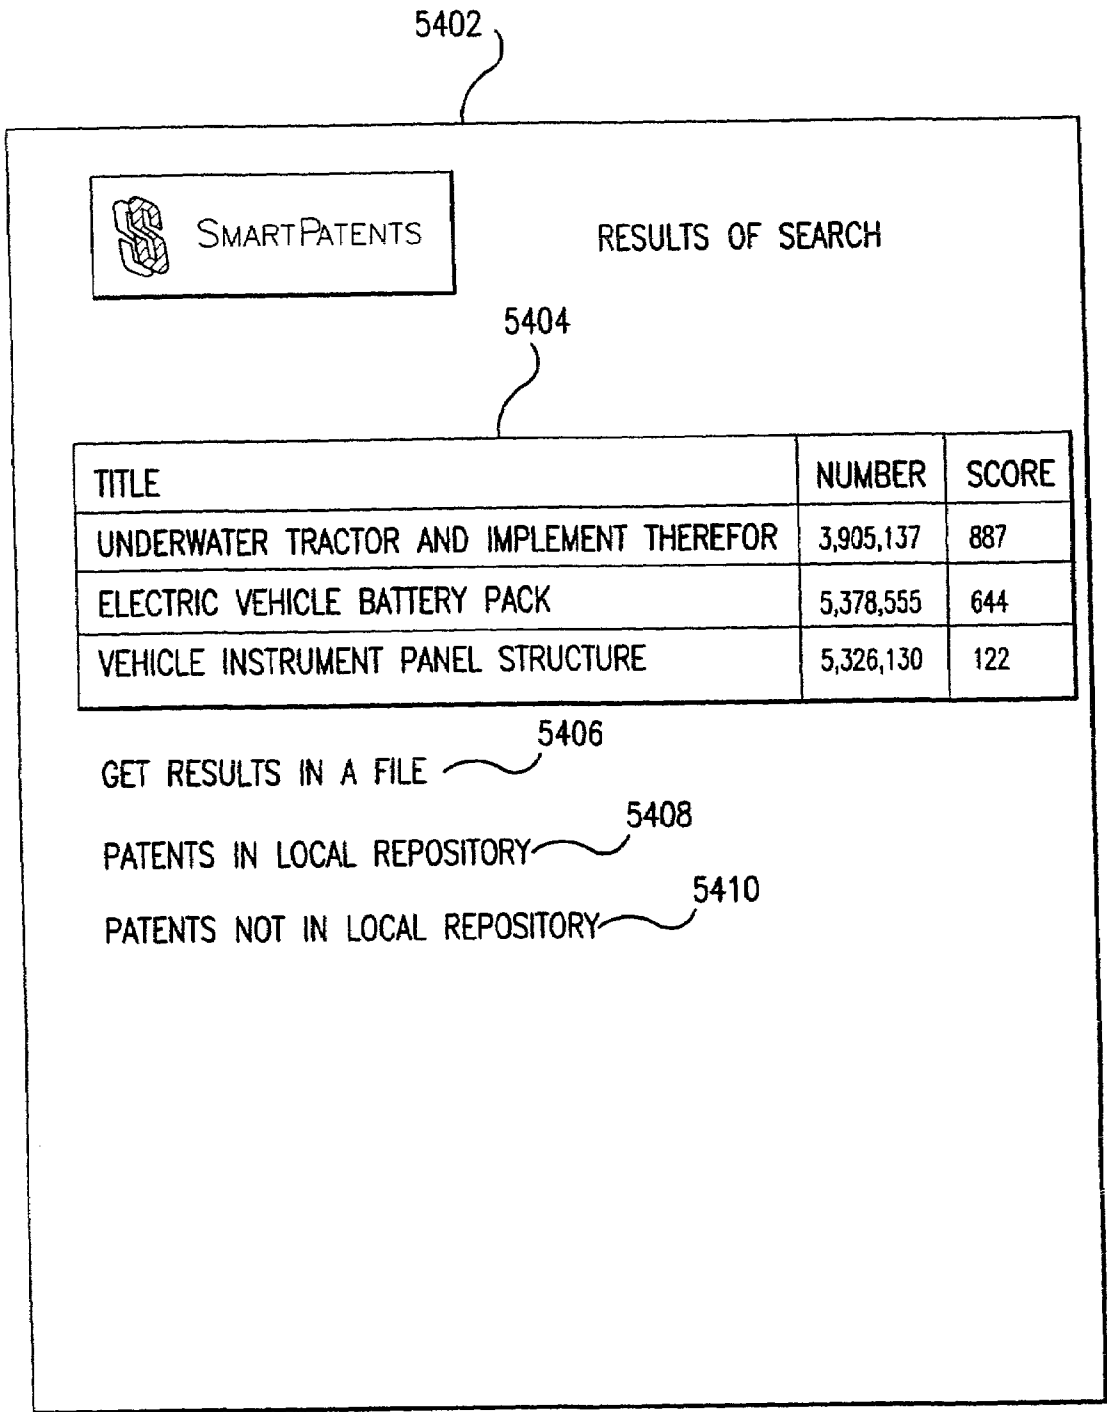 5402
SMARTPATENTS
RESULTS OF SEARCH
5404
TITLE NUMBER SCORE
UNDERWATER TRACTOR AND IMPLEMENT THEREFOR 3,905,137 887
ELECTRIC VEHICLE BATTERY PACK 5,378,555 644
VEHICLE INSTRUMENT PANEL STRUCTURE 5,326,130 122
GET RESULTS IN A FILE 5406
PATENTS IN LOCAL REPOSITORY 5408
PATENTS NOT IN LOCAL REPOSITORY 5410